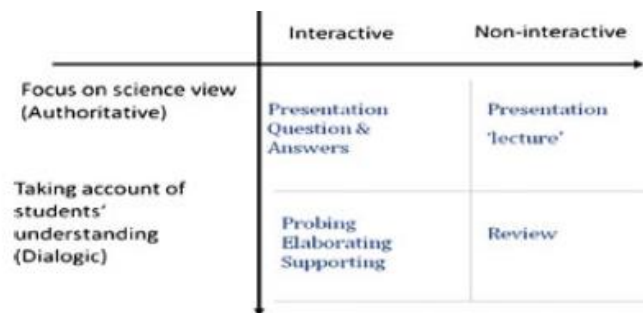 Interactive
Non-interactive
Focus on science view
(Authoritative)
Presentation
Question &
Answers
Presentation
'lecture'
Taking account of
students'
understanding
(Dialogic)
Probing
Elaborating
Supporting
Review